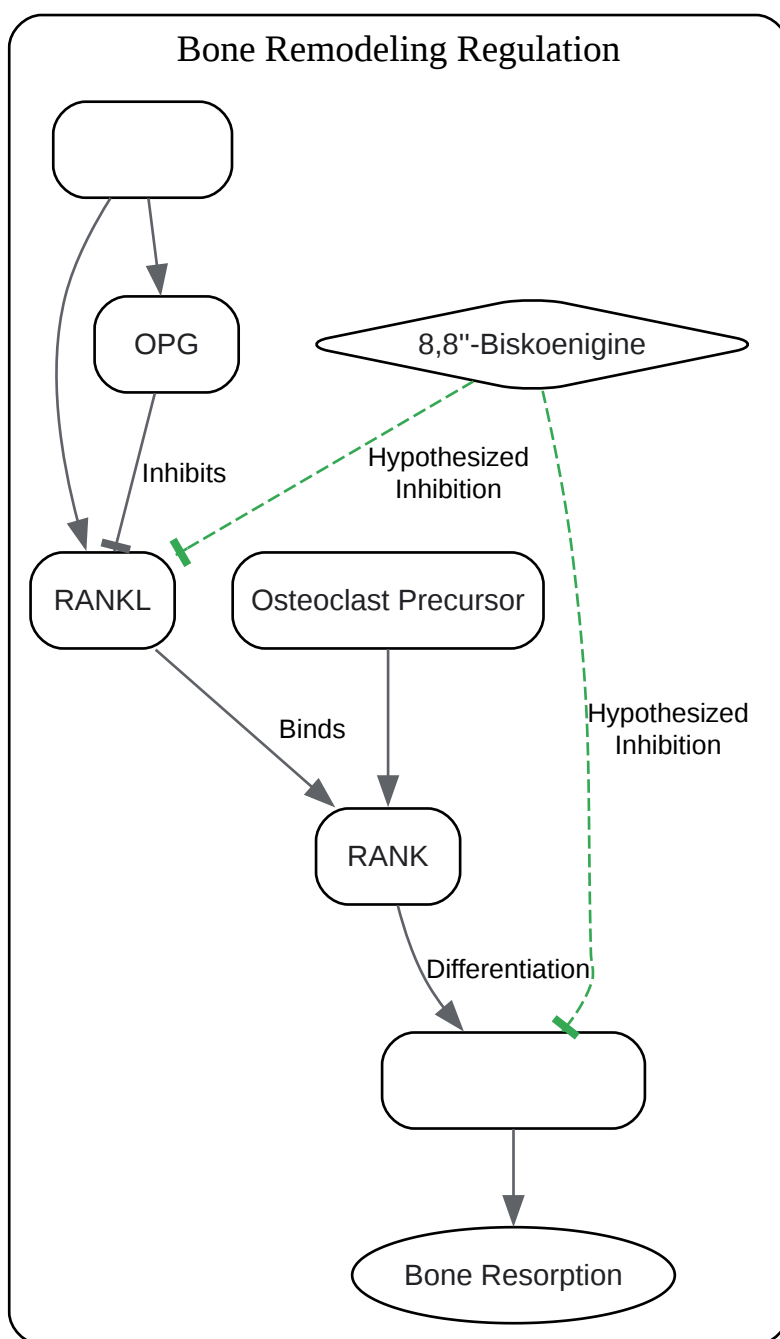 Bone Remodeling Regulation
OPG
8,8''-Biskoenigine
Inhibits
Hypothesized
Inhibition
RANKL
Osteoclast Precursor
Binds
Hypothesized
Inhibition
RANK
Differentiation
Bone Resorption